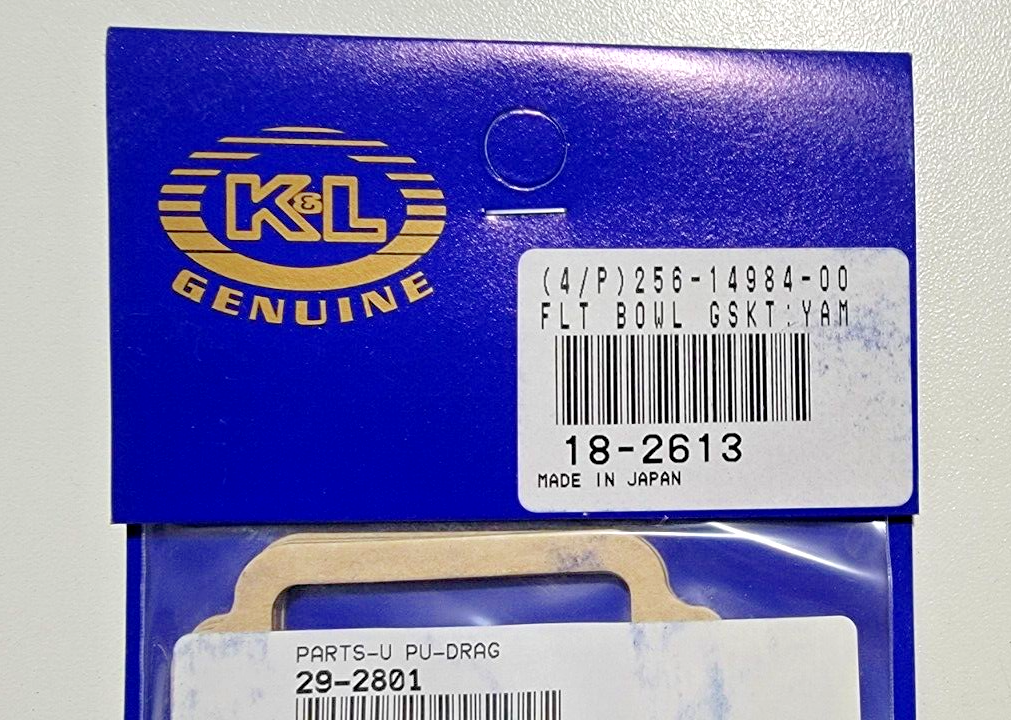 K&L
GENUINE
(4/P)256-14984-00
FLT BOWL GSKT:YAM
18-2613
MADE IN JAPAN
PARTS-U PU-DRAG
29-2801